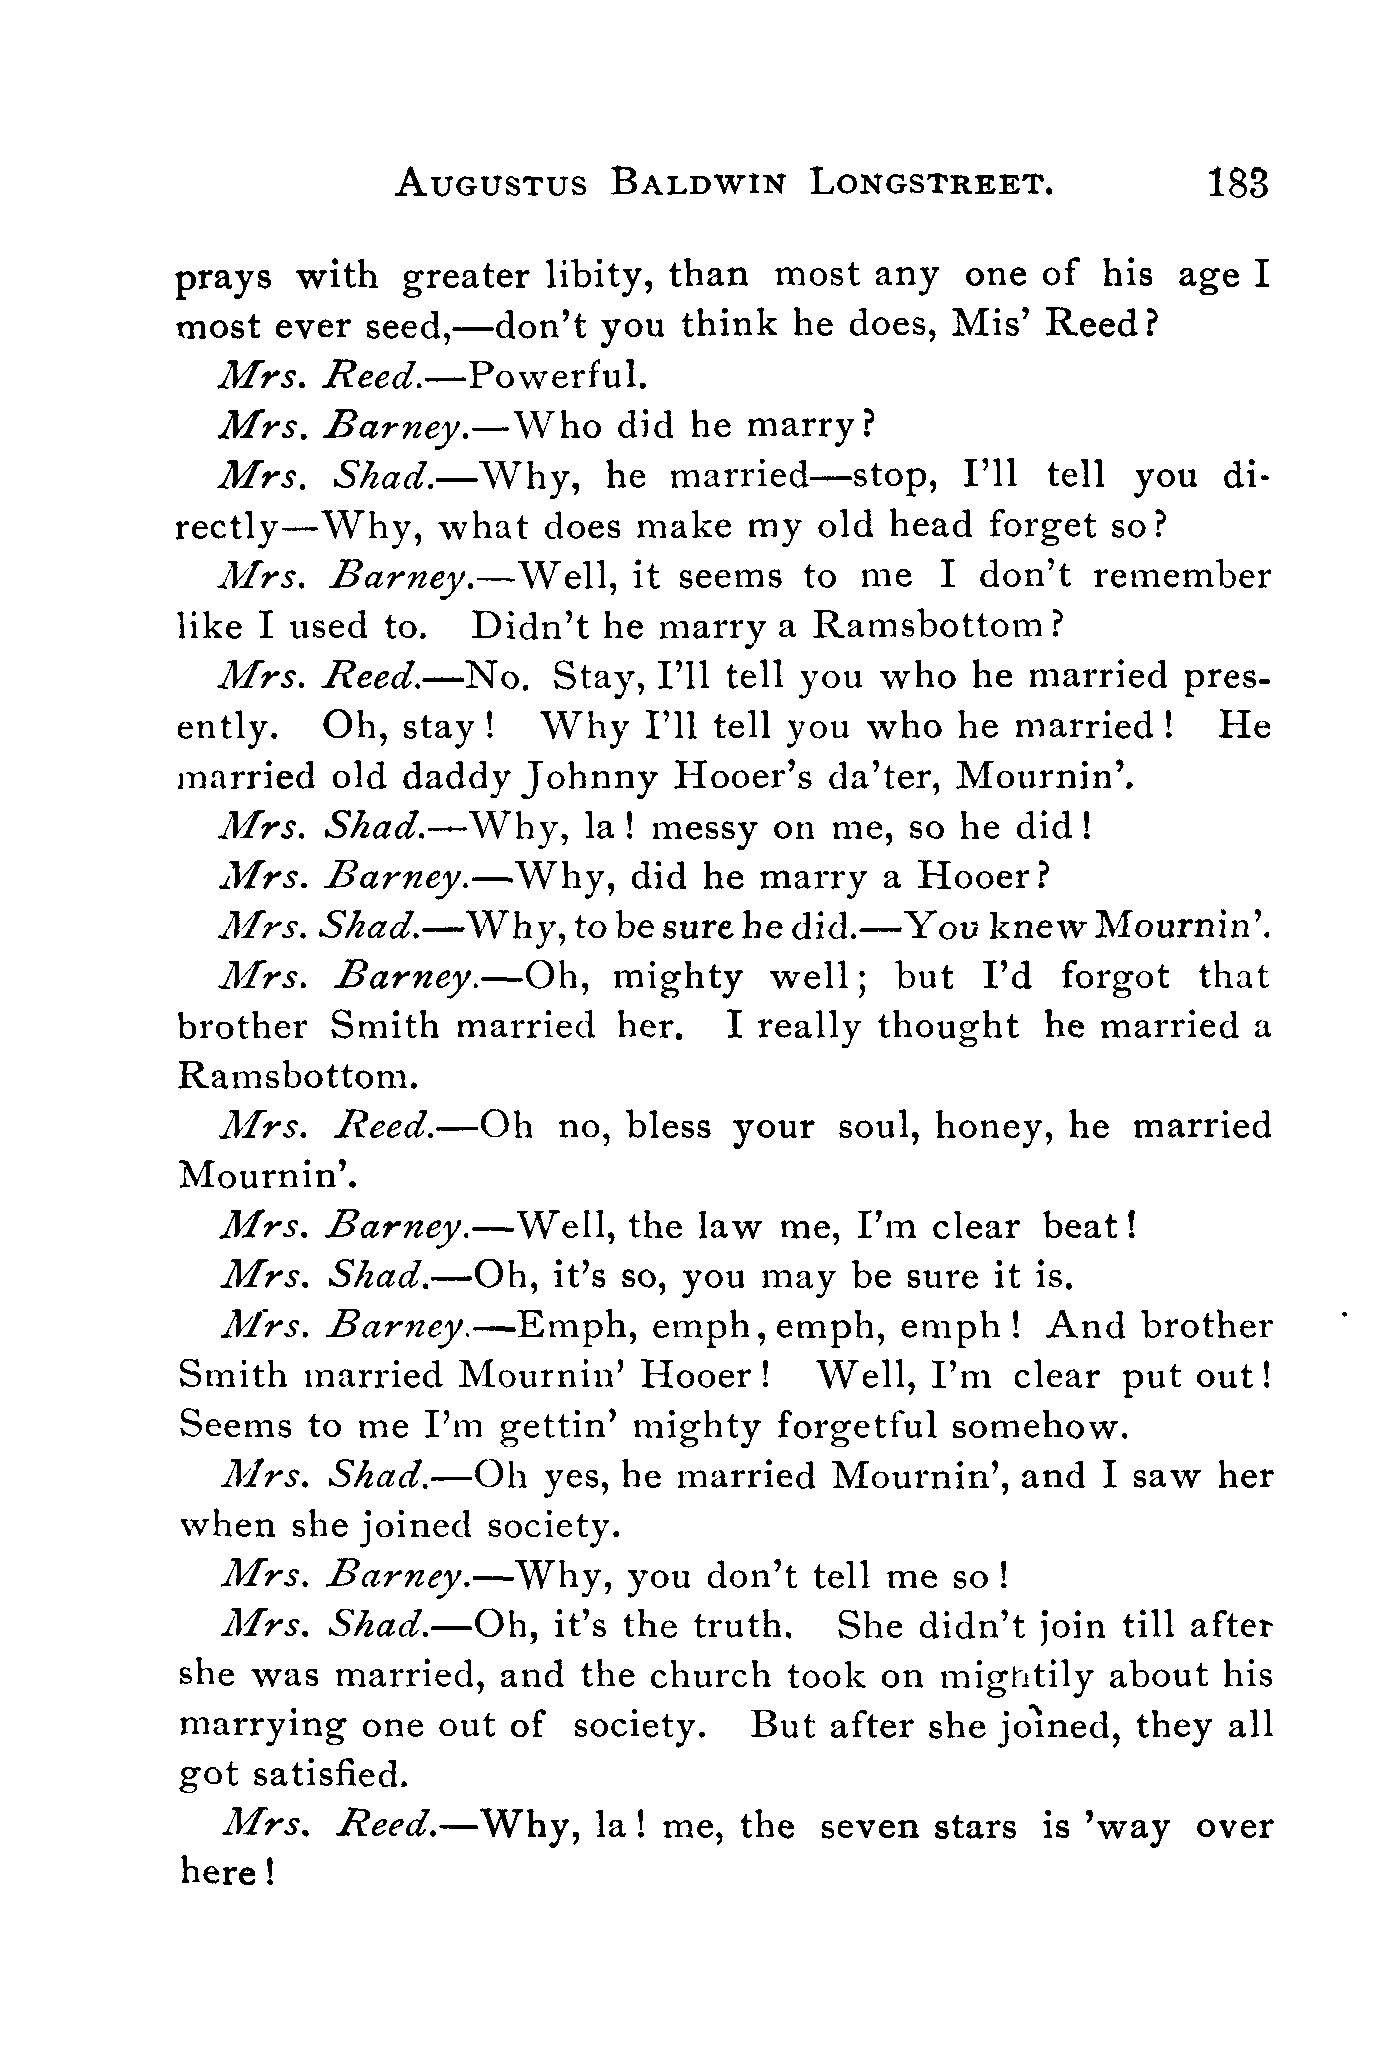 AUGUSTUS BALDWIN LONGSTREET. 183
prays with greater libity, than most any one of his age I
most ever seed,—don't you think he does, Mis' Reed?
Mrs. Reed.—Powerful.
Mrs. Barney.—Who did he marry?
Mrs. Shad.—Why, he married—stop, I'll tell you di-
rectly—Why, what does make my old head forget so?
Mrs. Barney.—Well, it seems to me I don't remember
like I used to. Didn't he marry a Ramsbottom?
Mrs. Reed.—No. Stay, I'll tell you who he married pres-
ently. Oh, stay! Why I'll tell you who he married! He
married old daddy Johnny Hooer's da'ter, Mournin'.
Mrs. Shad.—Why, la! messy on me, so he did!
Mrs. Barney.—Why, did he marry a Hooer?
Mrs. Shad.—Why, to be sure he did.—You knew Mournin'.
Mrs. Barney.—Oh, mighty well; but I'd forgot that
brother Smith married her. I really thought he married a
Ramsbottom.
Mrs. Reed.—Oh no, bless your soul, honey, he married
Mournin'.
Mrs. Barney.—Well, the law me, I'm clear beat!
Mrs. Shad.—Oh, it's so, you may be sure it is.
Mrs. Barney.—Emph, emph, emph, emph! And brother
Smith married Mournin' Hooer! Well, I'm clear put out!
Seems to me I'm gettin' mighty forgetful somehow.
Mrs. Shad.—Oh yes, he married Mournin', and I saw her
when she joined society.
Mrs. Barney.—Why, you don't tell me so!
Mrs. Shad.—Oh, it's the truth. She didn't join till after
she was married, and the church took on mightily about his
marrying one out of society. But after she joined, they all
got satisfied.
Mrs. Reed.—Why, la! me, the seven stars is 'way over
here!